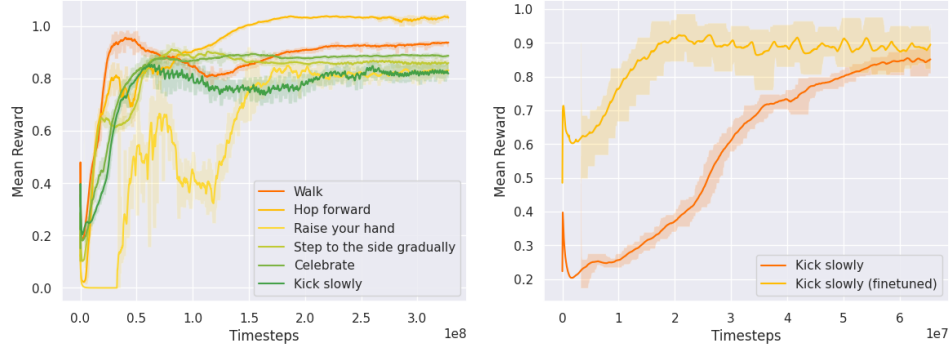 1.0
0.8
0.6
0.4
0.2
0.0
Mean Reward
Walk
Hop forward
Raise your hand
Step to the side gradually
Celebrate
Kick slowly
0.0 0.5 1.0 1.5 2.0 2.5 3.0 3.5
1e8
Timesteps
1.0
0.9
0.8
0.7
0.6
0.5
0.4
0.3
0.2
Mean Reward
Kick slowly
Kick slowly (finetuned)
0 1 2 3 4 5 6 7
1e7
Timesteps